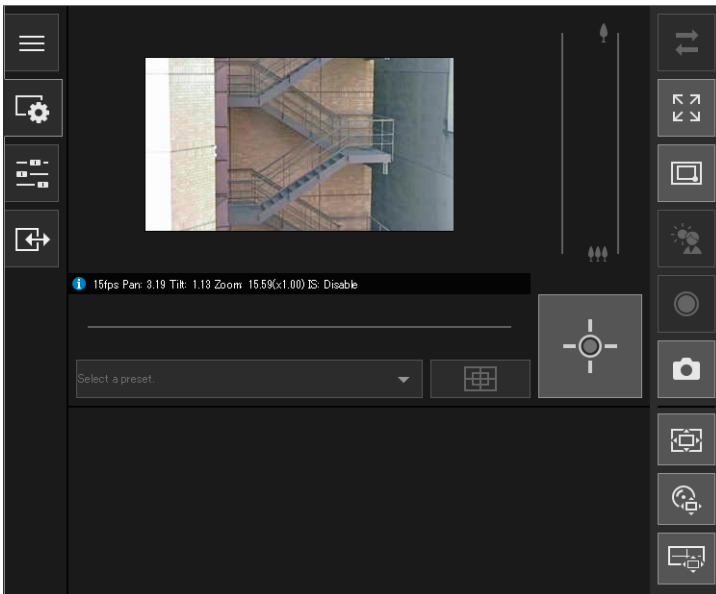 15fps Pan: 3.19 Tilt: 1.13 Zoom: 15.59(x1.00) IS: Disable
Select a preset.